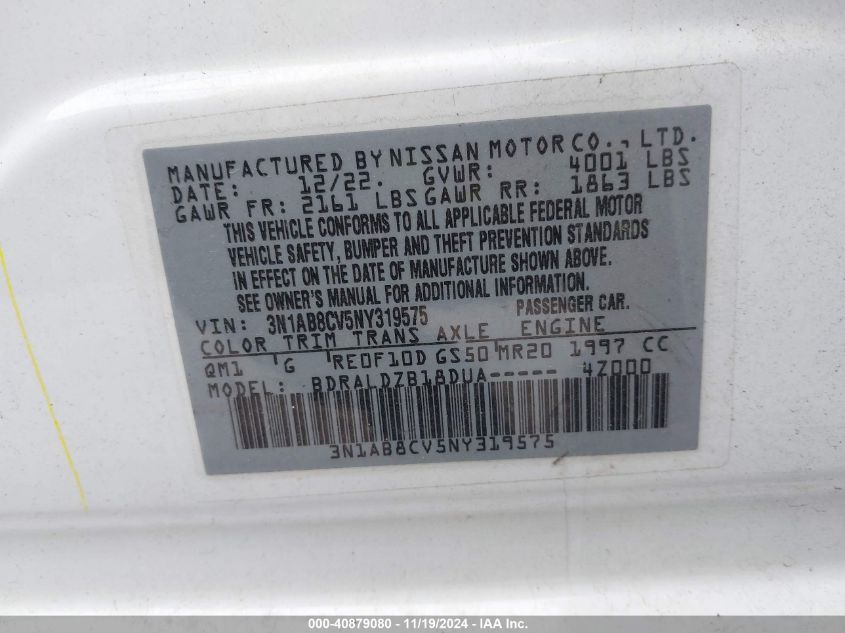 MANUFACTURED BY NISSAN MOTOR CO., LTD.
DATE: 12/22. GVWR: 4001 LBS
GAWR FR: 2161 LBS GAWR RR: 1863 LBS
THIS VEHICLE CONFORMS TO ALL APPLICABLE FEDERAL MOTOR
VEHICLE SAFETY, BUMPER AND THEFT PREVENTION STANDARDS
IN EFFECT ON THE DATE OF MANUFACTURE SHOWN ABOVE.
SEE OWNER'S MANUAL FOR ADDITIONAL INFORMATION.
VIN: 3N1AB8CV5NY319575 PASSENGER CAR.
COLOR TRIM TRANS AXLE ENGINE
QM1 'G 'RE0F10D GS50 'MR20 1997 CC
MODEL: BDRALDZB18DUA----- 4Z000
3N1AB8CV5NY319575
000-40879080 - 11/19/2024 - IAA Inc.